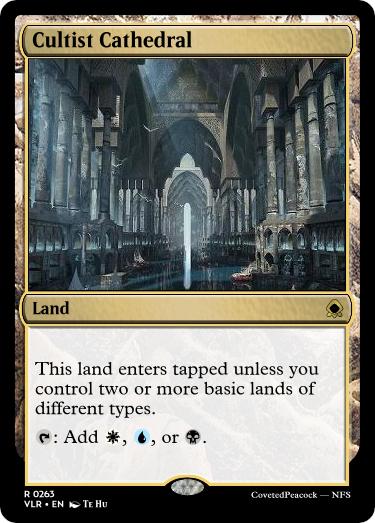 Cultist Cathedral
Land
This land enters tapped unless you
control two or more basic lands of
different types.
: Add , , or .
R 0263
VLR • EN Te Hu
CovetedPeacock — NFS